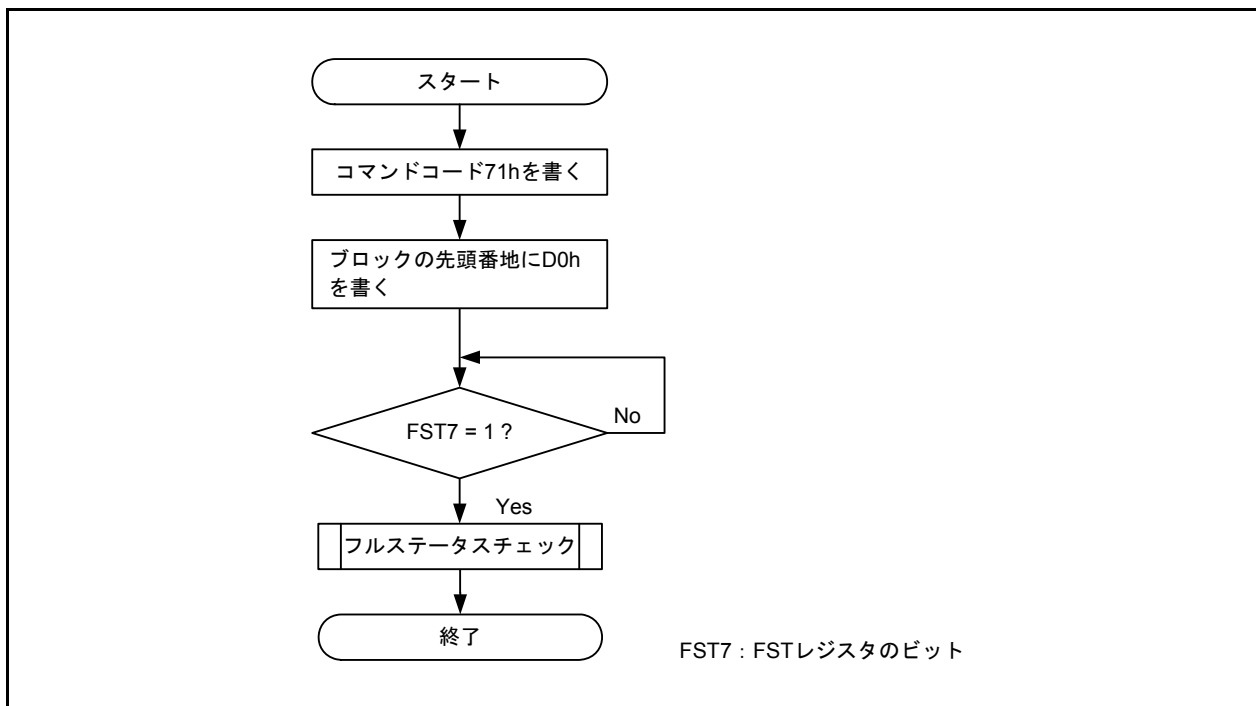 スタート
コマンドコード71hを書く
ブロックの先頭番地にD0h
を書く
FST7 = 1 ?
No
Yes
フルステータスチェック
終了
FST7：FSTレジスタのビット